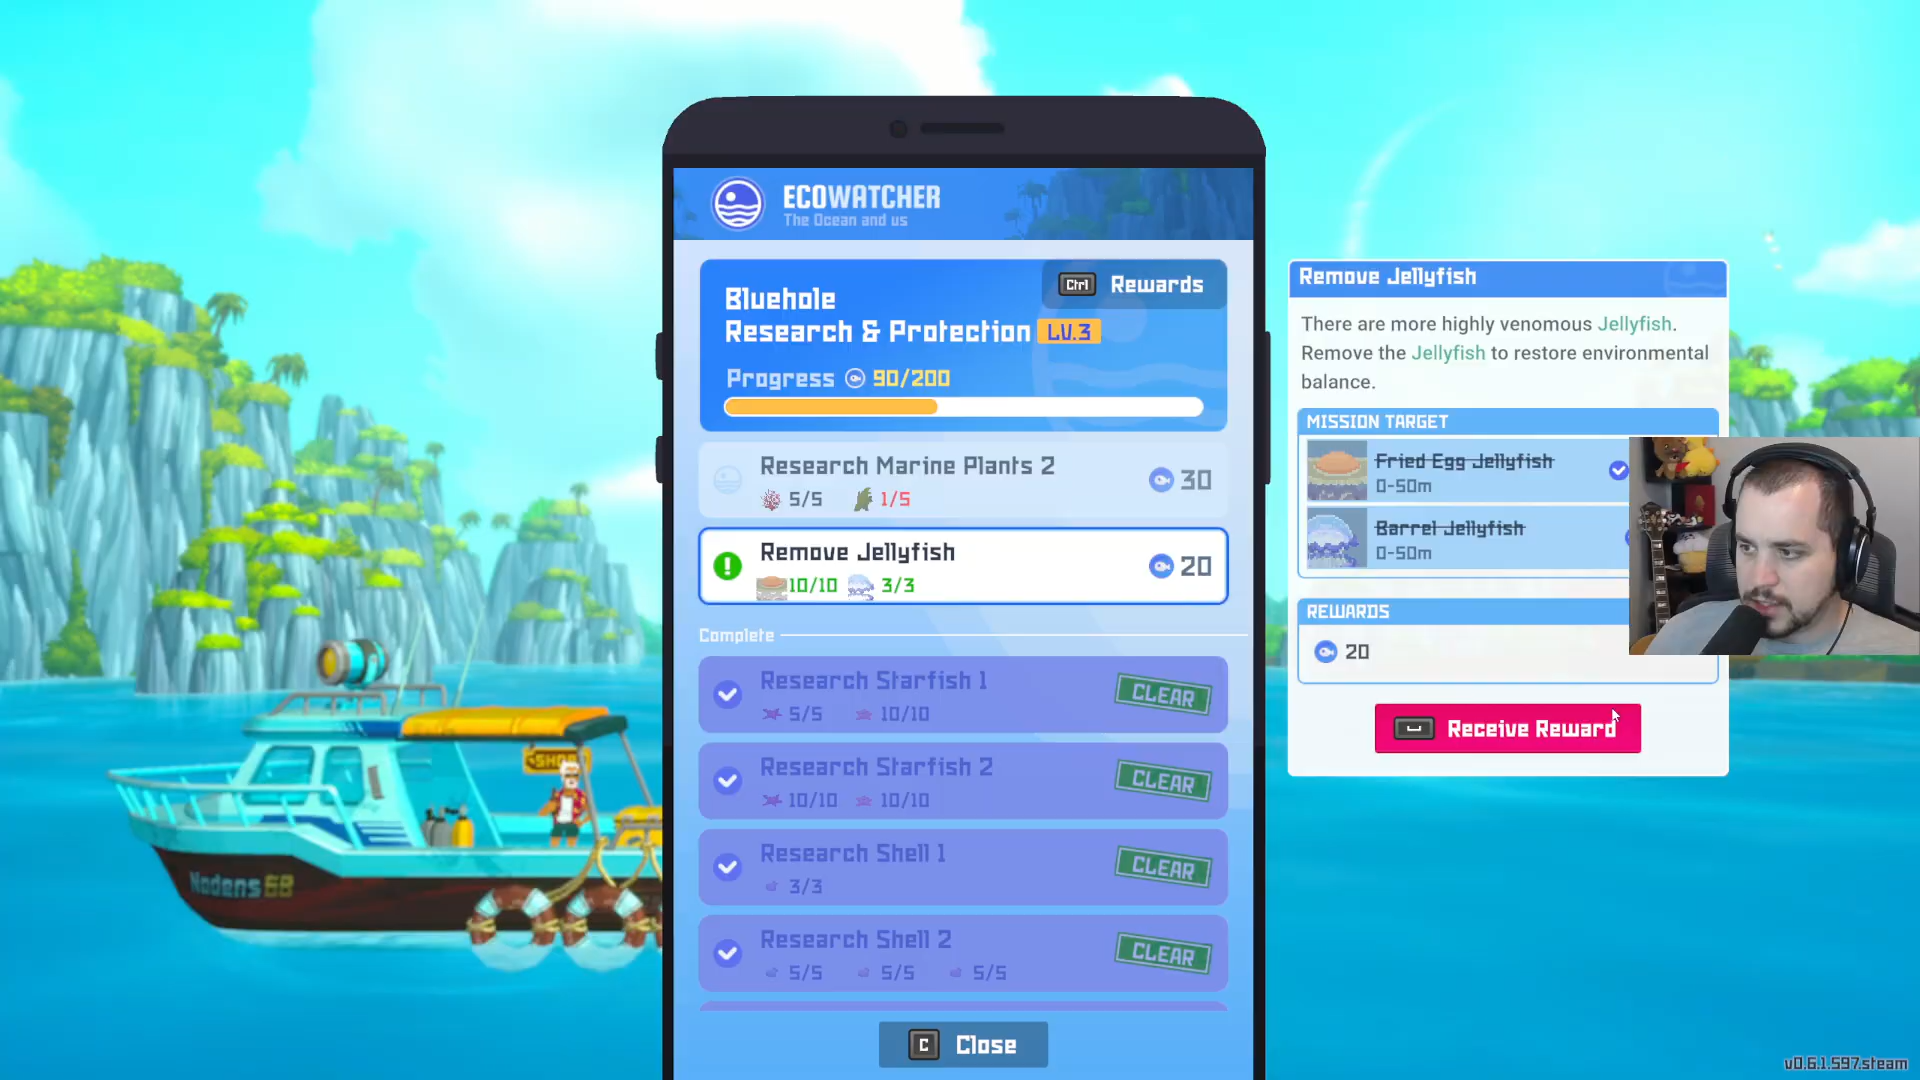 ECOWATCHER
The Ocean and us
Ctrl Rewards
Bluehole
Research & Protection LV.3
Progress 90/200
Research Marine Plants 2
5/5 1/5
30
Remove Jellyfish
10/10 3/3
20
Complete
Research Starfish 1
5/5 10/10
CLEAR
Research Starfish 2
10/10 10/10
CLEAR
Research Shell 1
3/3
CLEAR
Research Shell 2
5/5 5/5 5/5
CLEAR
C Close
Remove Jellyfish
There are more highly venomous Jellyfish.
Remove the Jellyfish to restore environmental
balance.
MISSION TARGET
Fried Egg Jellyfish
0-50m
Barrel Jellyfish
0-50m
REWARDS
20
Receive Reward
SHOP
Nadens 68
v0.6.1.597.steam